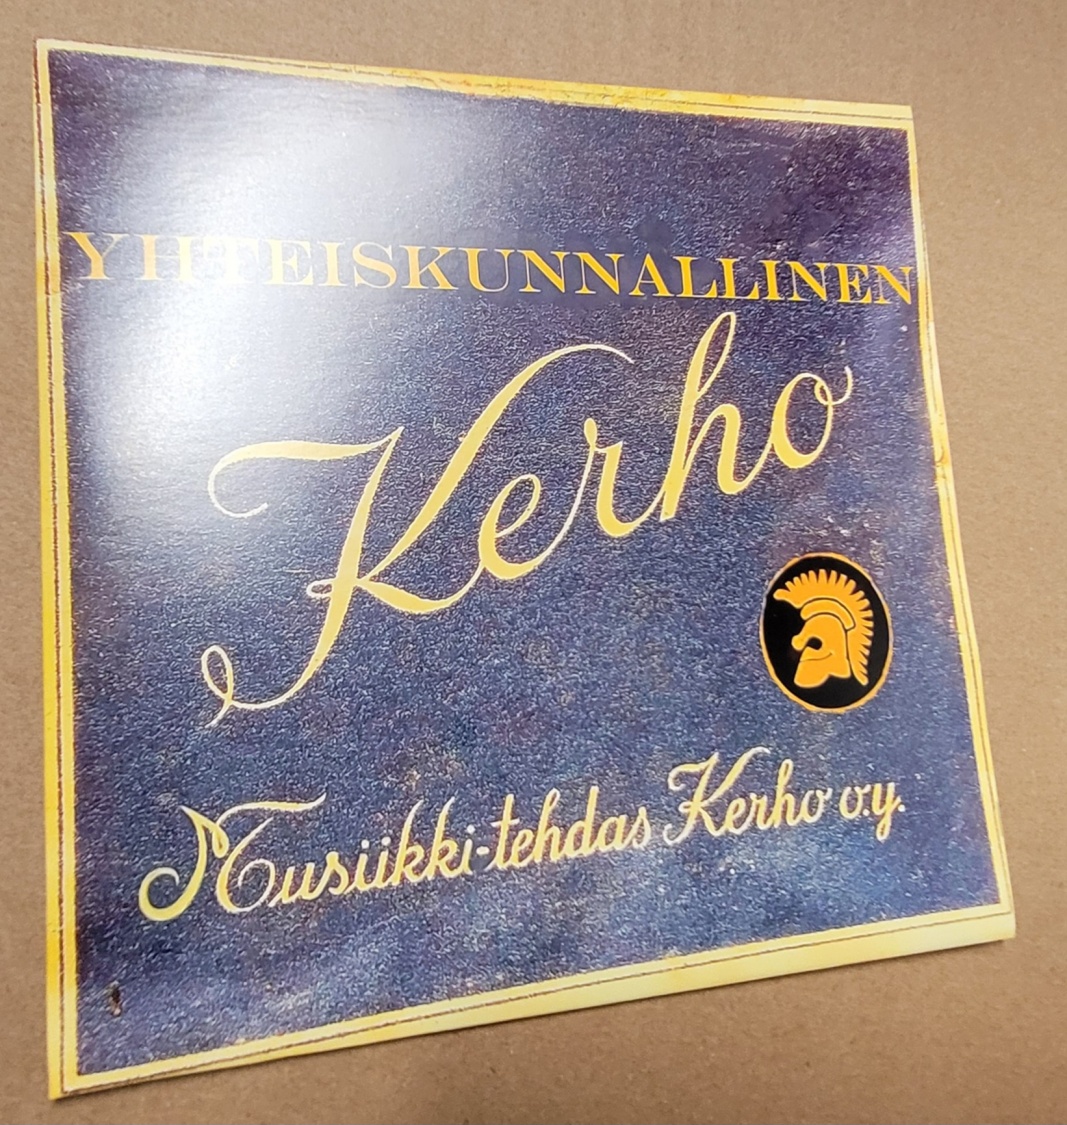 YHTEISKUNNALLINEN
Kerho
Musiikki-tehdas Kerho o.y.